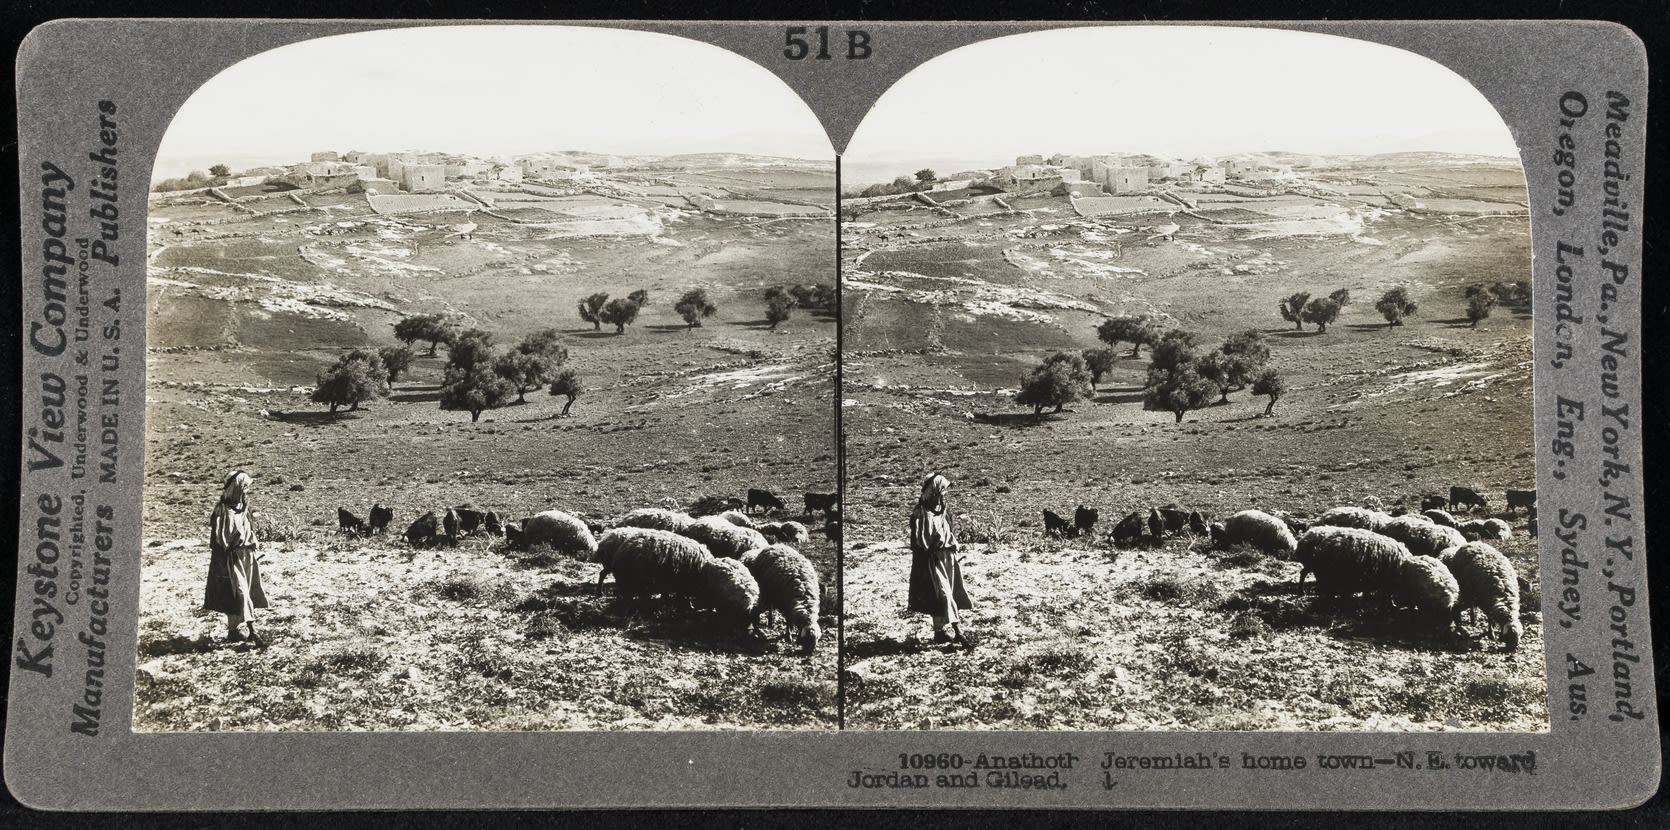 51 B
Keystone View Company
Copyrighted, Underwood & Underwood
Manufacturers MADE IN U. S. A. Publishers
Meadville, Pa., New York, N. Y., Portland,
Oregon, London, Eng., Sydney, Aus.
10960-Anathoth Jeremiah's home town—N. E. toward
Jordan and Gilead.